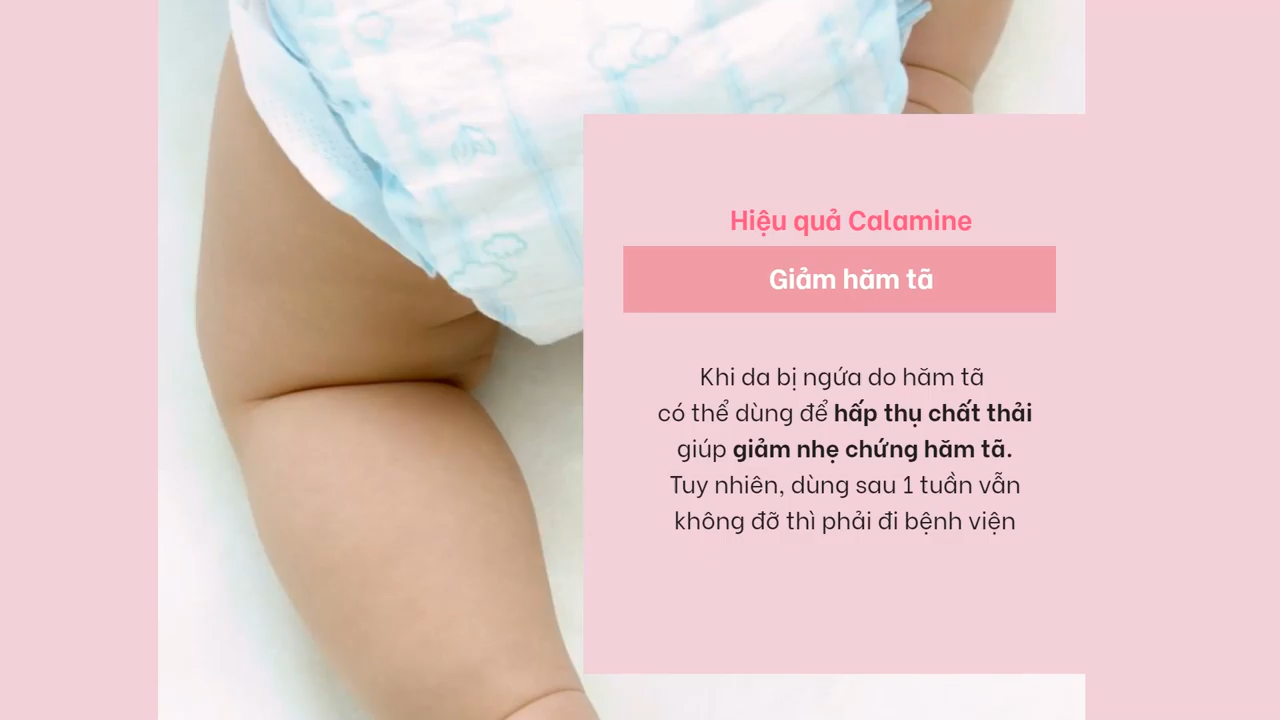 Hiệu quả Calamine
Giảm hăm tã
Khi da bị ngứa do hăm tã
có thể dùng để hấp thụ chất thải
giúp giảm nhẹ chứng hăm tã.
Tuy nhiên, dùng sau 1 tuần vẫn
không đỡ thì phải đi bệnh viện